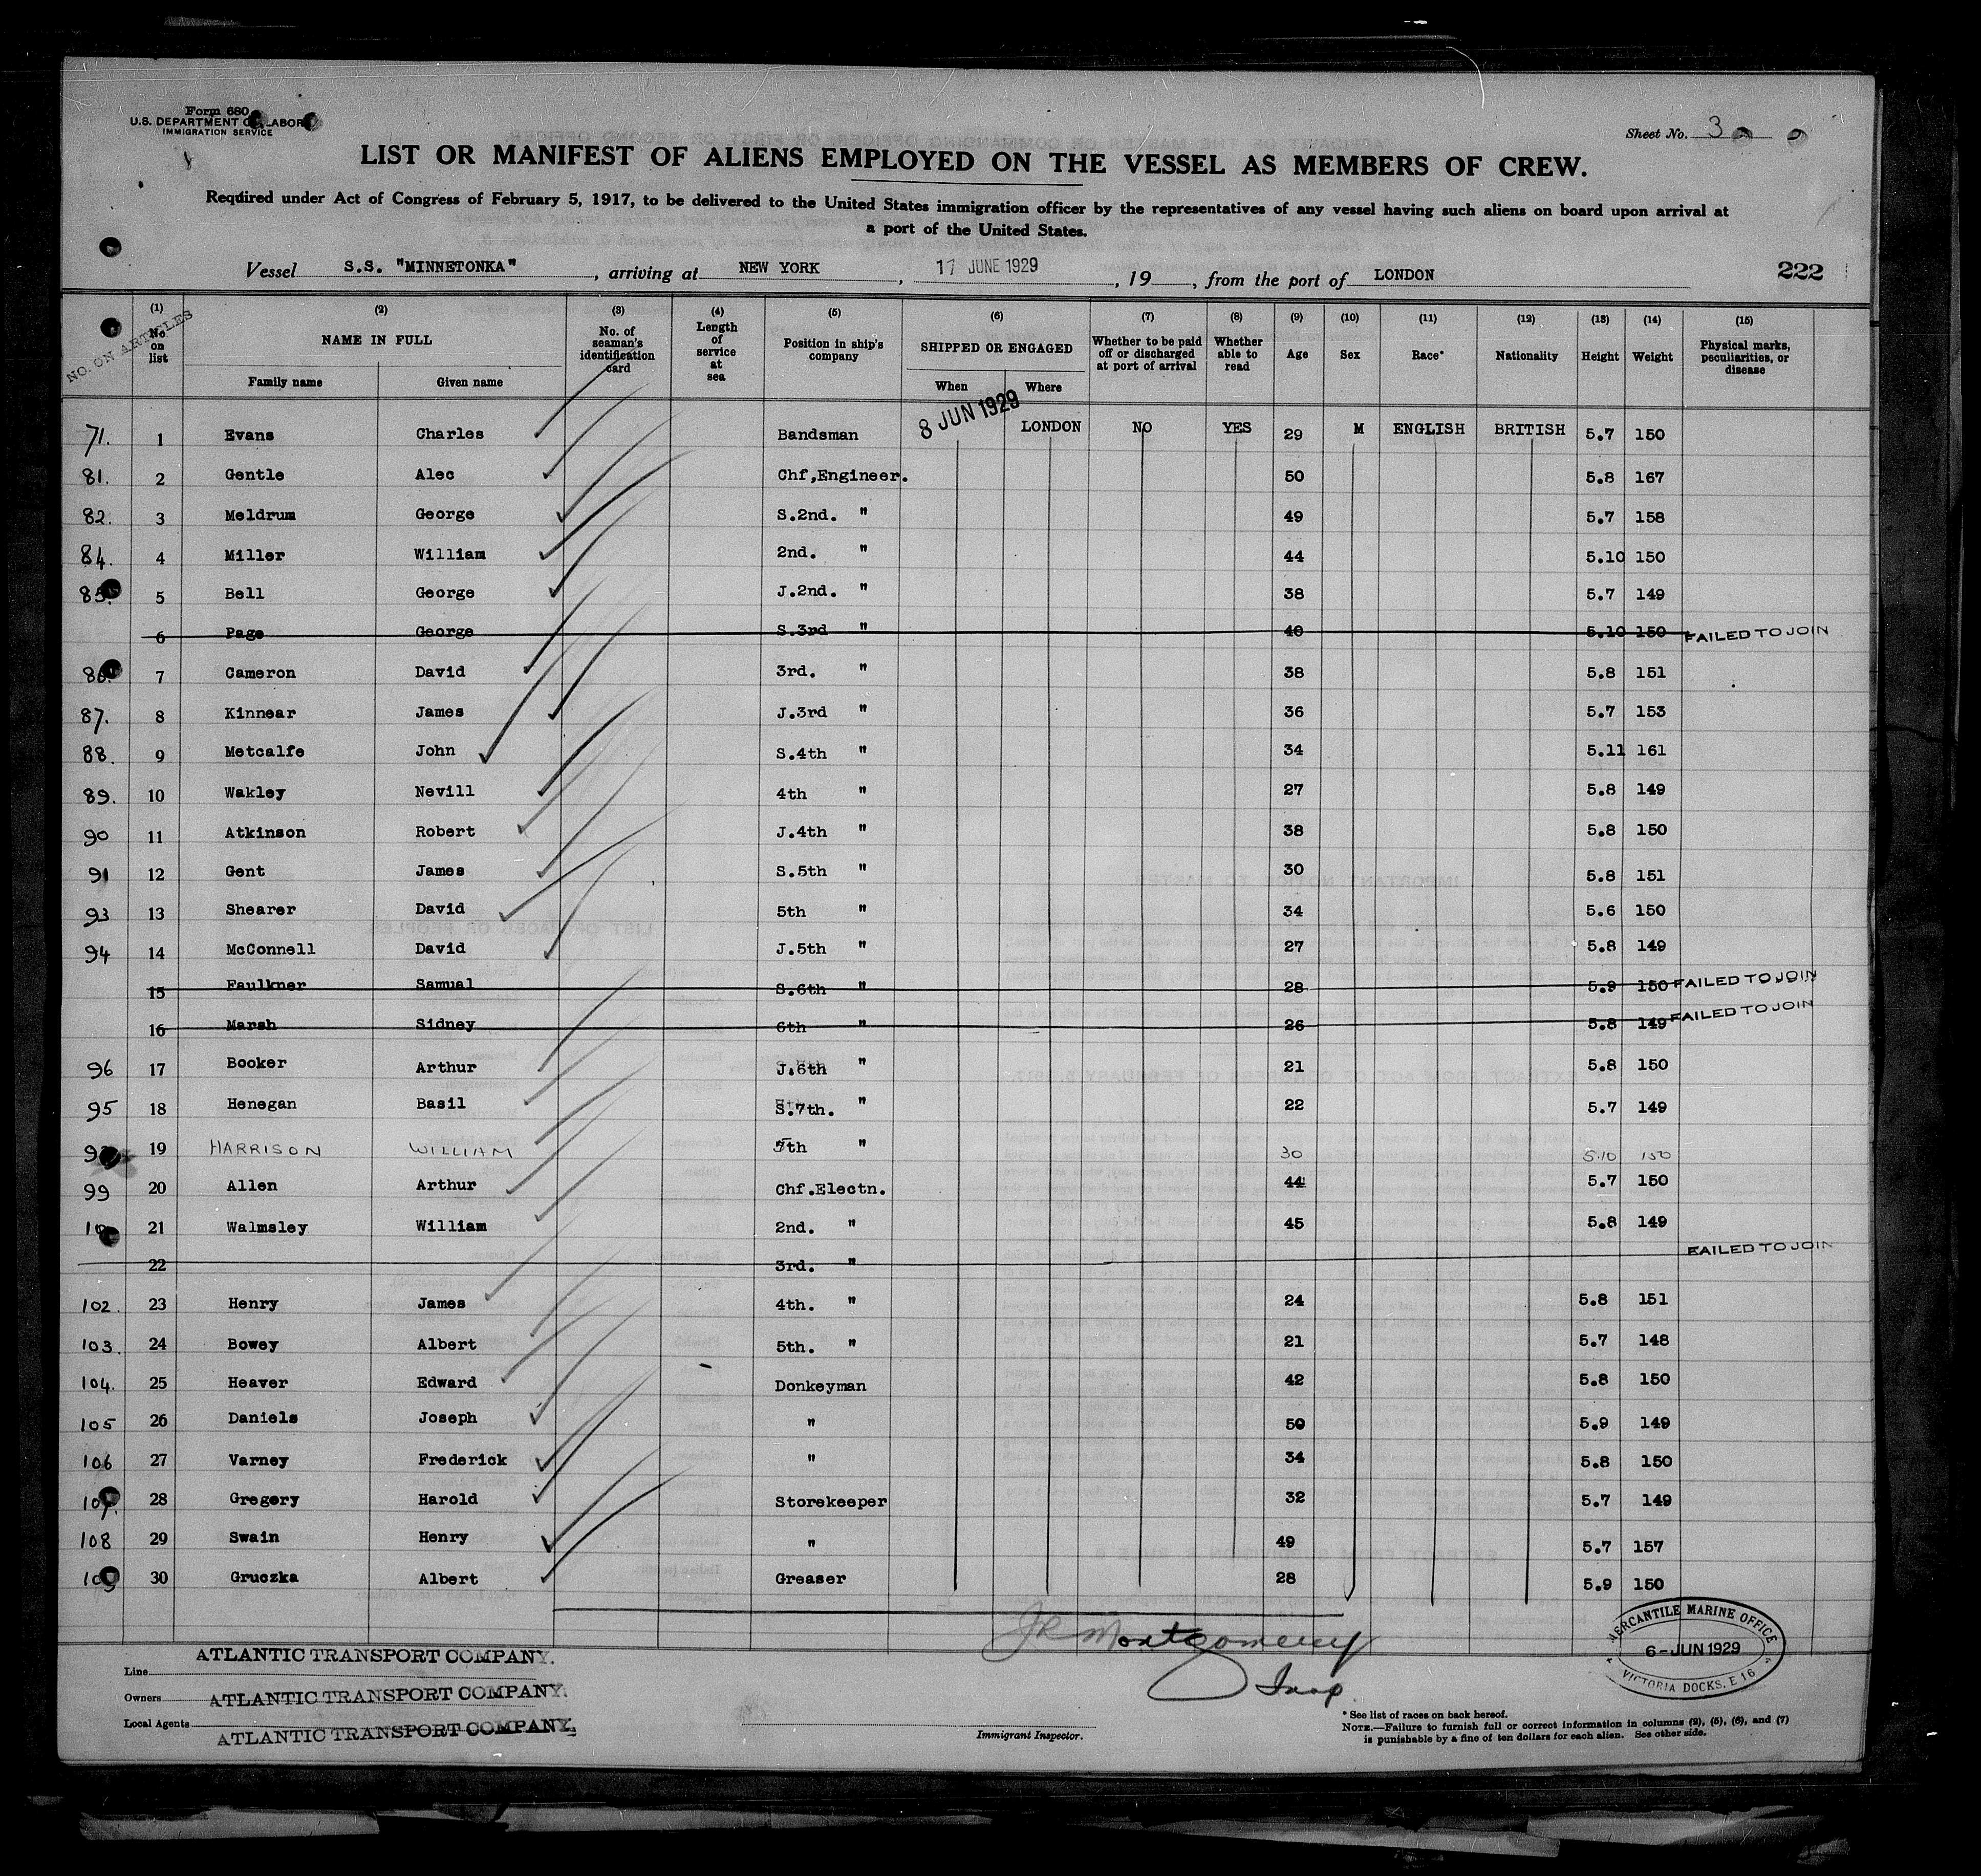 Form 680
U.S. DEPARTMENT OF LABOR
IMMIGRATION SERVICE
Sheet No. 3
LIST OR MANIFEST OF ALIENS EMPLOYED ON THE VESSEL AS MEMBERS OF CREW.
Required under Act of Congress of February 5, 1917, to be delivered to the United States immigration officer by the representatives of any vessel having such aliens on board upon arrival at
a port of the United States.
Vessel S.S. "MINNETONKA", arriving at NEW YORK, 17 JUNE 1929, 19, from the port of LONDON
222
NO. ON ARTICLES
(1) (2) (3) (4) (5) (6) (7) (8) (9) (10) (11) (12) (13) (14) (15)
No. on list
NAME IN FULL
Family name Given name
No. of seaman's identification card
Length of service at sea
Position in ship's company
SHIPPED OR ENGAGED
When Where
Whether to be paid off or discharged at port of arrival
Whether able to read
Age Sex Race* Nationality Height Weight
Physical marks, peculiarities, or disease
71. 1 Evans Charles Bandsman 8 JUN 1929 LONDON NO YES 29 M ENGLISH BRITISH 5.7 150
81. 2 Gentle Alec Chf,Engineer. 50 5.8 167
82. 3 Meldrum George S.2nd. " 49 5.7 158
84. 4 Miller William 2nd. " 44 5.10 150
85. 5 Bell George J.2nd. " 38 5.7 149
6 Page George S.3rd " 40 5.10 150 FAILED TO JOIN
86 7 Cameron David 3rd. " 38 5.8 151
87. 8 Kinnear James J.3rd " 36 5.7 153
88. 9 Metcalfe John S.4th " 34 5.11 161
89. 10 Wakley Nevill 4th " 27 5.8 149
90 11 Atkinson Robert J.4th " 38 5.8 150
91 12 Gent James S.5th " 30 5.8 151
93 13 Shearer David 5th " 34 5.6 150
94 14 McConnell David J.5th " 27 5.8 149
15 Faulkner Samual S.6th " 28 5.9 150 FAILED TO JOIN
16 Marsh Sidney 6th " 26 5.8 149 FAILED TO JOIN
96 17 Booker Arthur J.6th " 21 5.8 150
95 18 Henegan Basil S.7th. " 22 5.7 149
19 HARRISON WILLIAM 7th " 30 5.10 150
99 20 Allen Arthur Chf.Electn. 44 5.7 150
21 Walmsley William 2nd. " 45 5.8 149
22 3rd. " FAILED TO JOIN
102. 23 Henry James 4th. " 24 5.8 151
103. 24 Bowey Albert 5th. " 21 5.7 148
104. 25 Heaver Edward Donkeyman 42 5.8 150
105 26 Daniels Joseph " 50 5.9 149
106 27 Varney Frederick " 34 5.8 150
107. 28 Gregory Harold Storekeeper 32 5.7 149
108 29 Swain Henry " 49 5.7 157
109 30 Gruczka Albert Greaser 28 5.9 150
JR Montgomery
Insp
MERCANTILE MARINE OFFICE
6-JUN 1929
VICTORIA DOCKS, E 16
Line ATLANTIC TRANSPORT COMPANY.
Owners ATLANTIC TRANSPORT COMPANY.
Local Agents ATLANTIC TRANSPORT COMPANY.
Immigrant Inspector.
* See list of races on back hereof.
NOTE.—Failure to furnish full or correct information in columns (2), (5), (6), and (7)
is punishable by a fine of ten dollars for each alien. See other side.